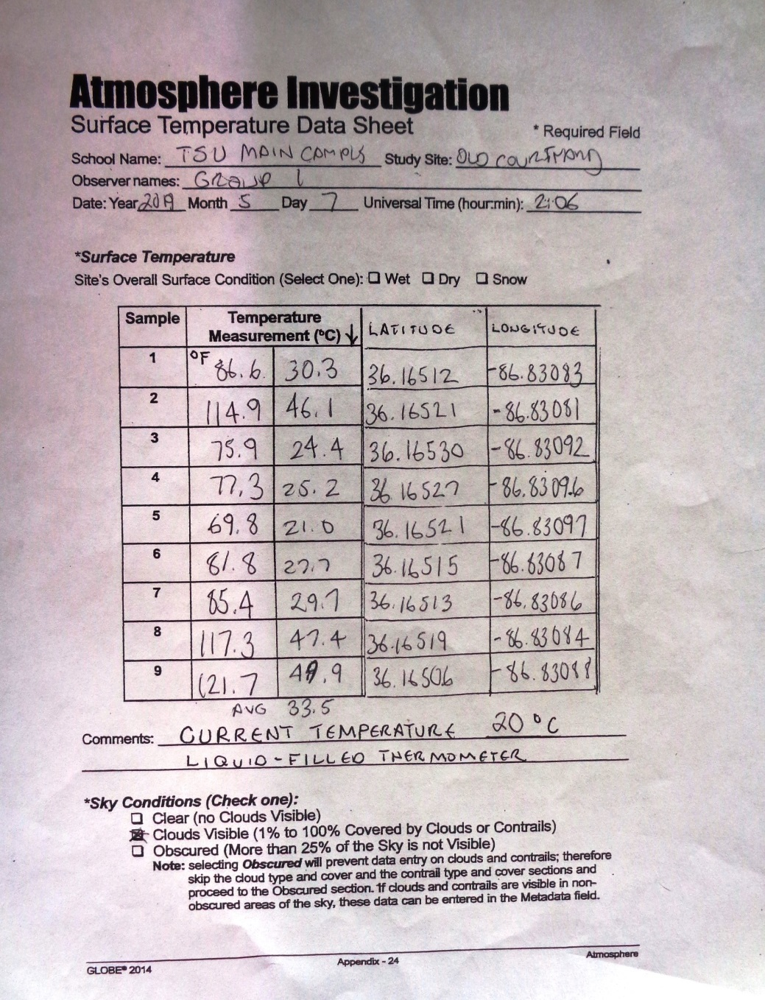 Atmosphere Investigation
Surface Temperature Data Sheet
* Required Field
School Name: TSU MAIN CAMPUS Study Site: OLD COURTYARD
Observer names: GROUP 1
Date: Year 2019 Month 5 Day 7 Universal Time (hour:min): 2:06
*Surface Temperature
Site's Overall Surface Condition (Select One): ☐ Wet ☐ Dry ☐ Snow
Sample Temperature Measurement (°C) ↓ LATITUDE LONGITUDE
1 °F 86.6 30.3 36.16512 -86.83083
2 114.9 46.1 36.16521 -86.83081
3 75.9 24.4 36.16530 -86.83092
4 77.3 25.2 36.16527 -86.83096
5 69.8 21.0 36.16521 -86.83097
6 81.8 27.7 36.16515 -86.83087
7 85.4 29.7 36.16513 -86.83086
8 117.3 47.4 36.16519 -86.83084
9 121.7 49.9 36.16506 -86.83088
AVG 33.5
Comments: CURRENT TEMPERATURE 20°C
LIQUID-FILLED THERMOMETER
*Sky Conditions (Check one):
☐ Clear (no Clouds Visible)
☒ Clouds Visible (1% to 100% Covered by Clouds or Contrails)
☐ Obscured (More than 25% of the Sky is not Visible)
Note: selecting Obscured will prevent data entry on clouds and contrails; therefore
skip the cloud type and cover and the contrail type and cover sections and
proceed to the Obscured section. If clouds and contrails are visible in non-
obscured areas of the sky, these data can be entered in the Metadata field.
GLOBE® 2014 Appendix - 24 Atmosphere